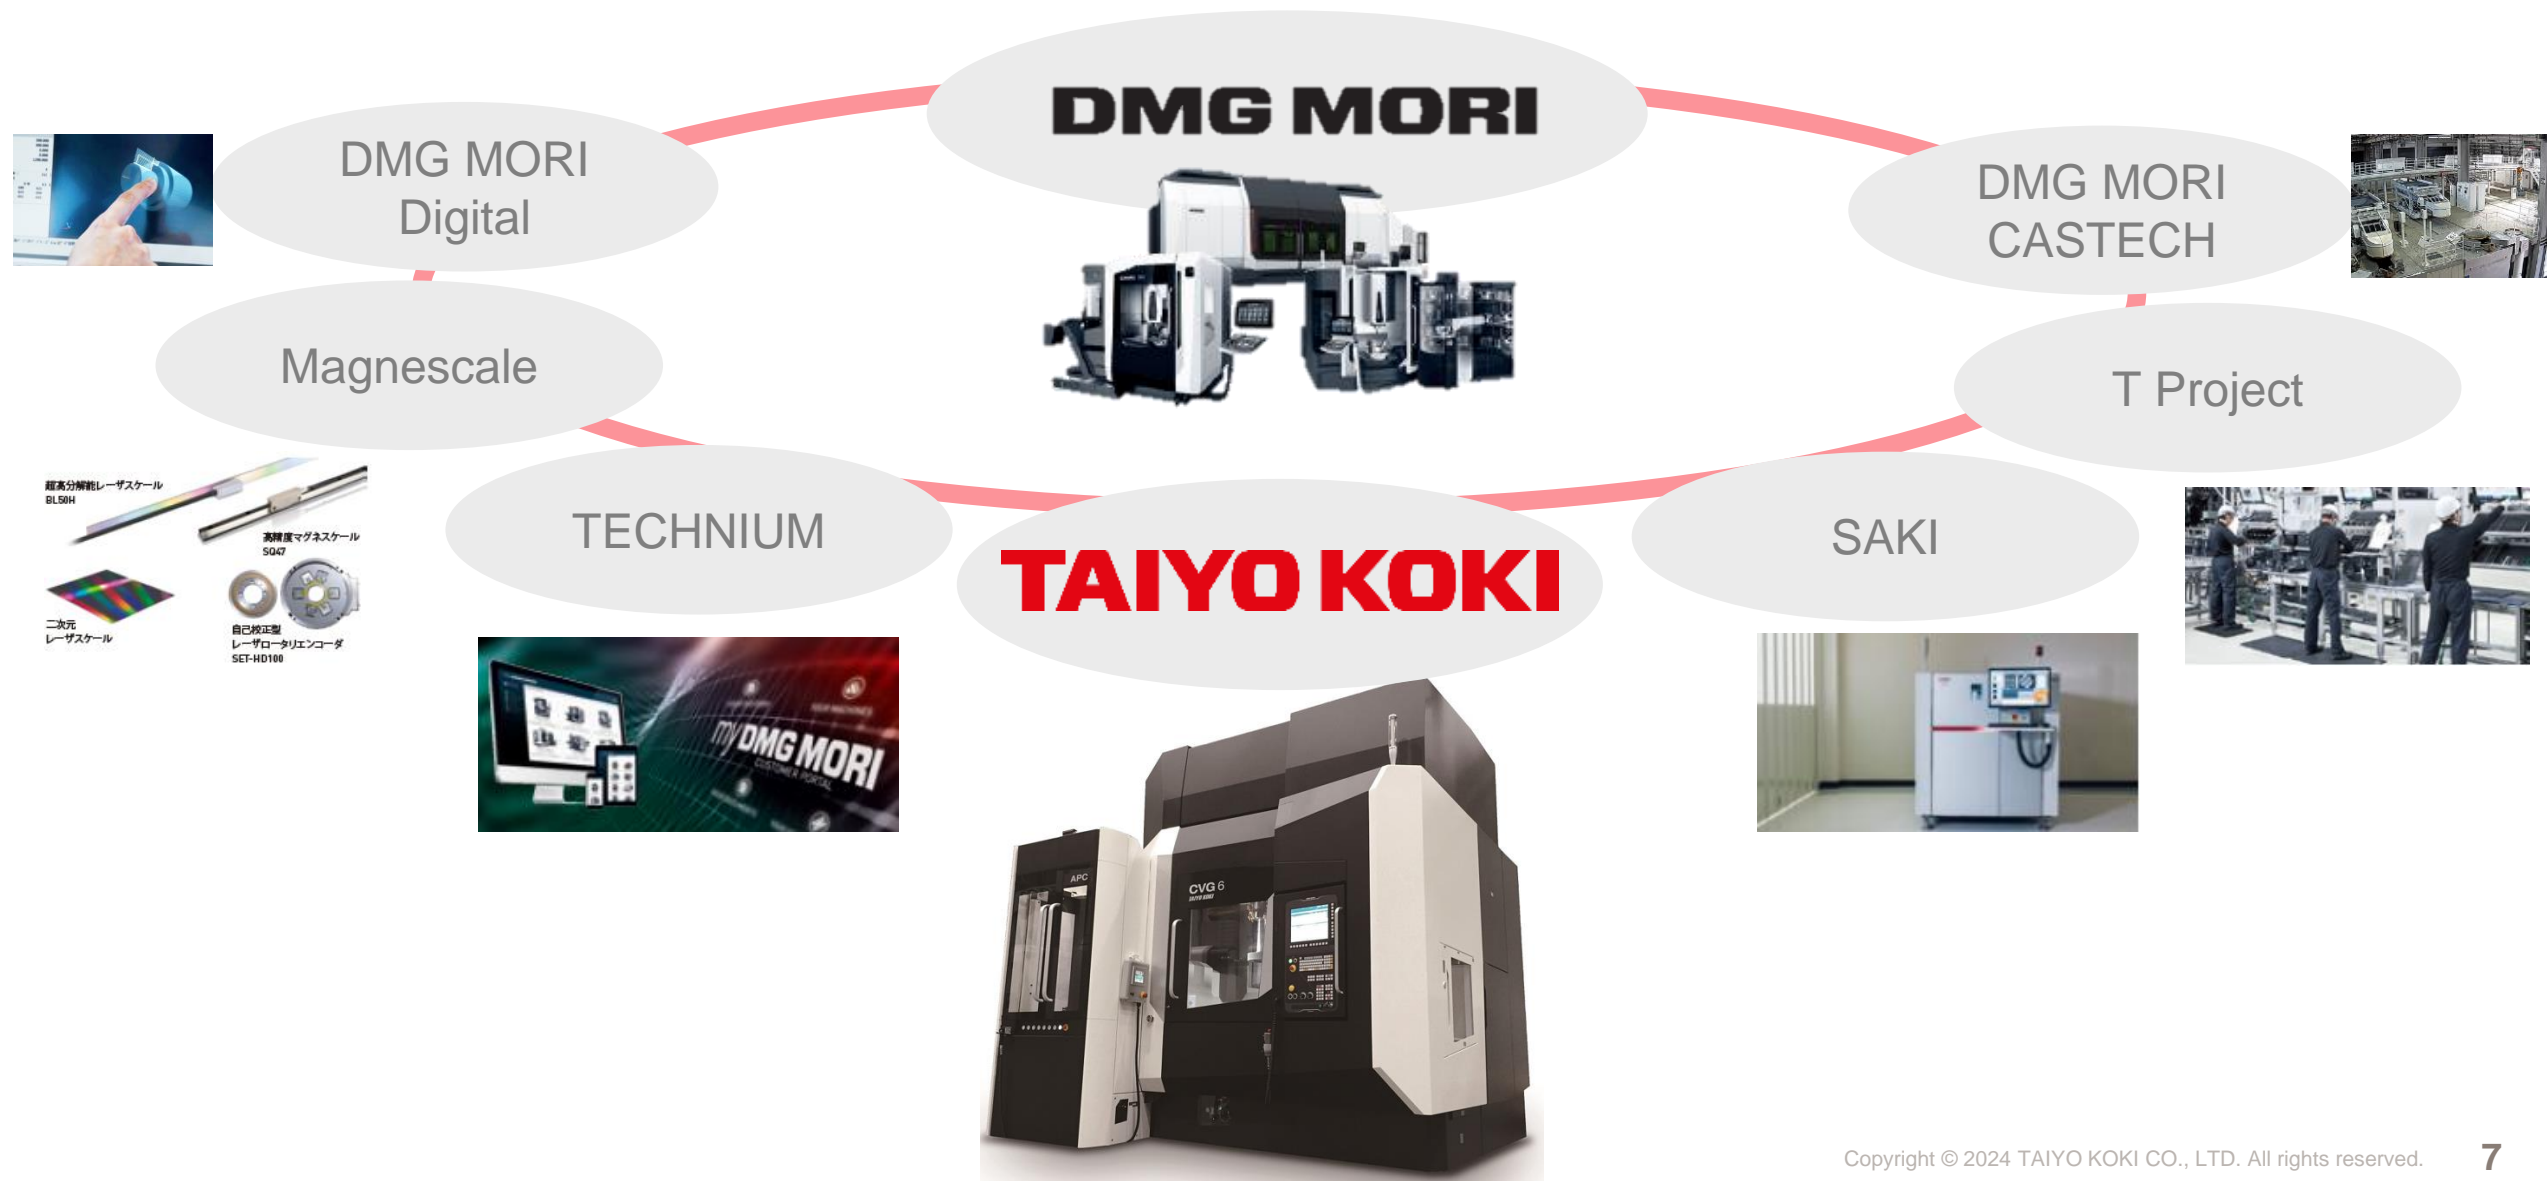 DMG MORI
DMG MORI
Digital
DMG MORI
CASTECH
Magnescale
T Project
超高分解能レーザスケール
BL50H
高精度マグネスケール
SQ47
二次元
レーザスケール
自己校正型
レーザロータリエンコーダ
SET-HD100
TECHNIUM
TAIYO KOKI
SAKI
my DMG MORI
CUSTOMER PORTAL
APC
CVG 6
TAIYO KOKI
Copyright © 2024 TAIYO KOKI CO., LTD. All rights reserved.
7